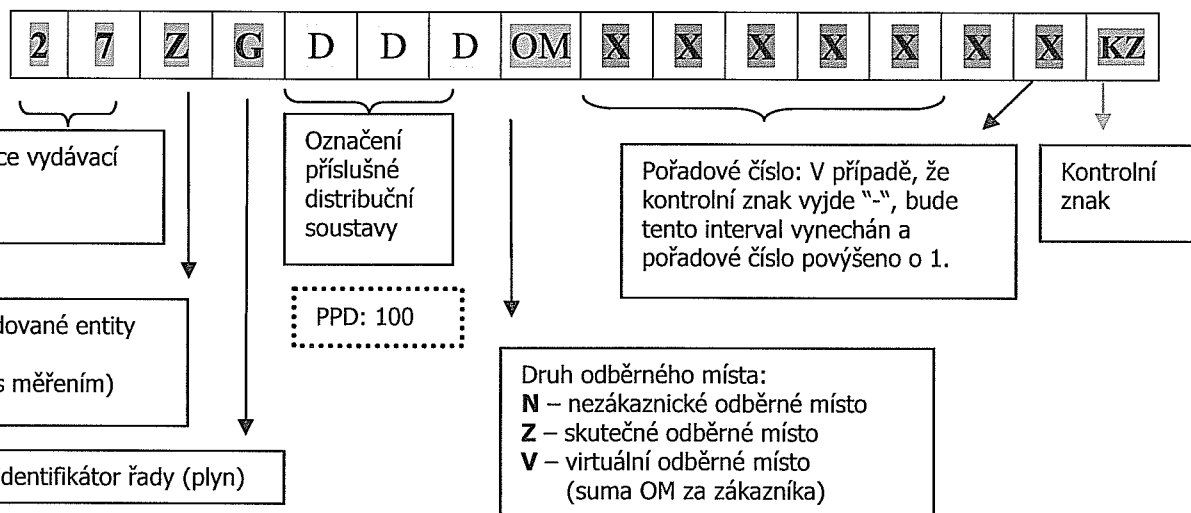 2 7 Z G D D D OM X X X X X X X KZ
ce vydávací
Označení
příslušné
distribuční
soustavy
Pořadové číslo: V případě, že
kontrolní znak vyjde "-“, bude
tento interval vynechán a
pořadové číslo povýšeno o 1.
Kontrolní
znak
dované entity
s měřením)
PPD: 100
Druh odběrného místa:
N – nezákaznické odběrné místo
Z – skutečné odběrné místo
V – virtuální odběrné místo
(suma OM za zákazníka)
dentifikátor řady (plyn)